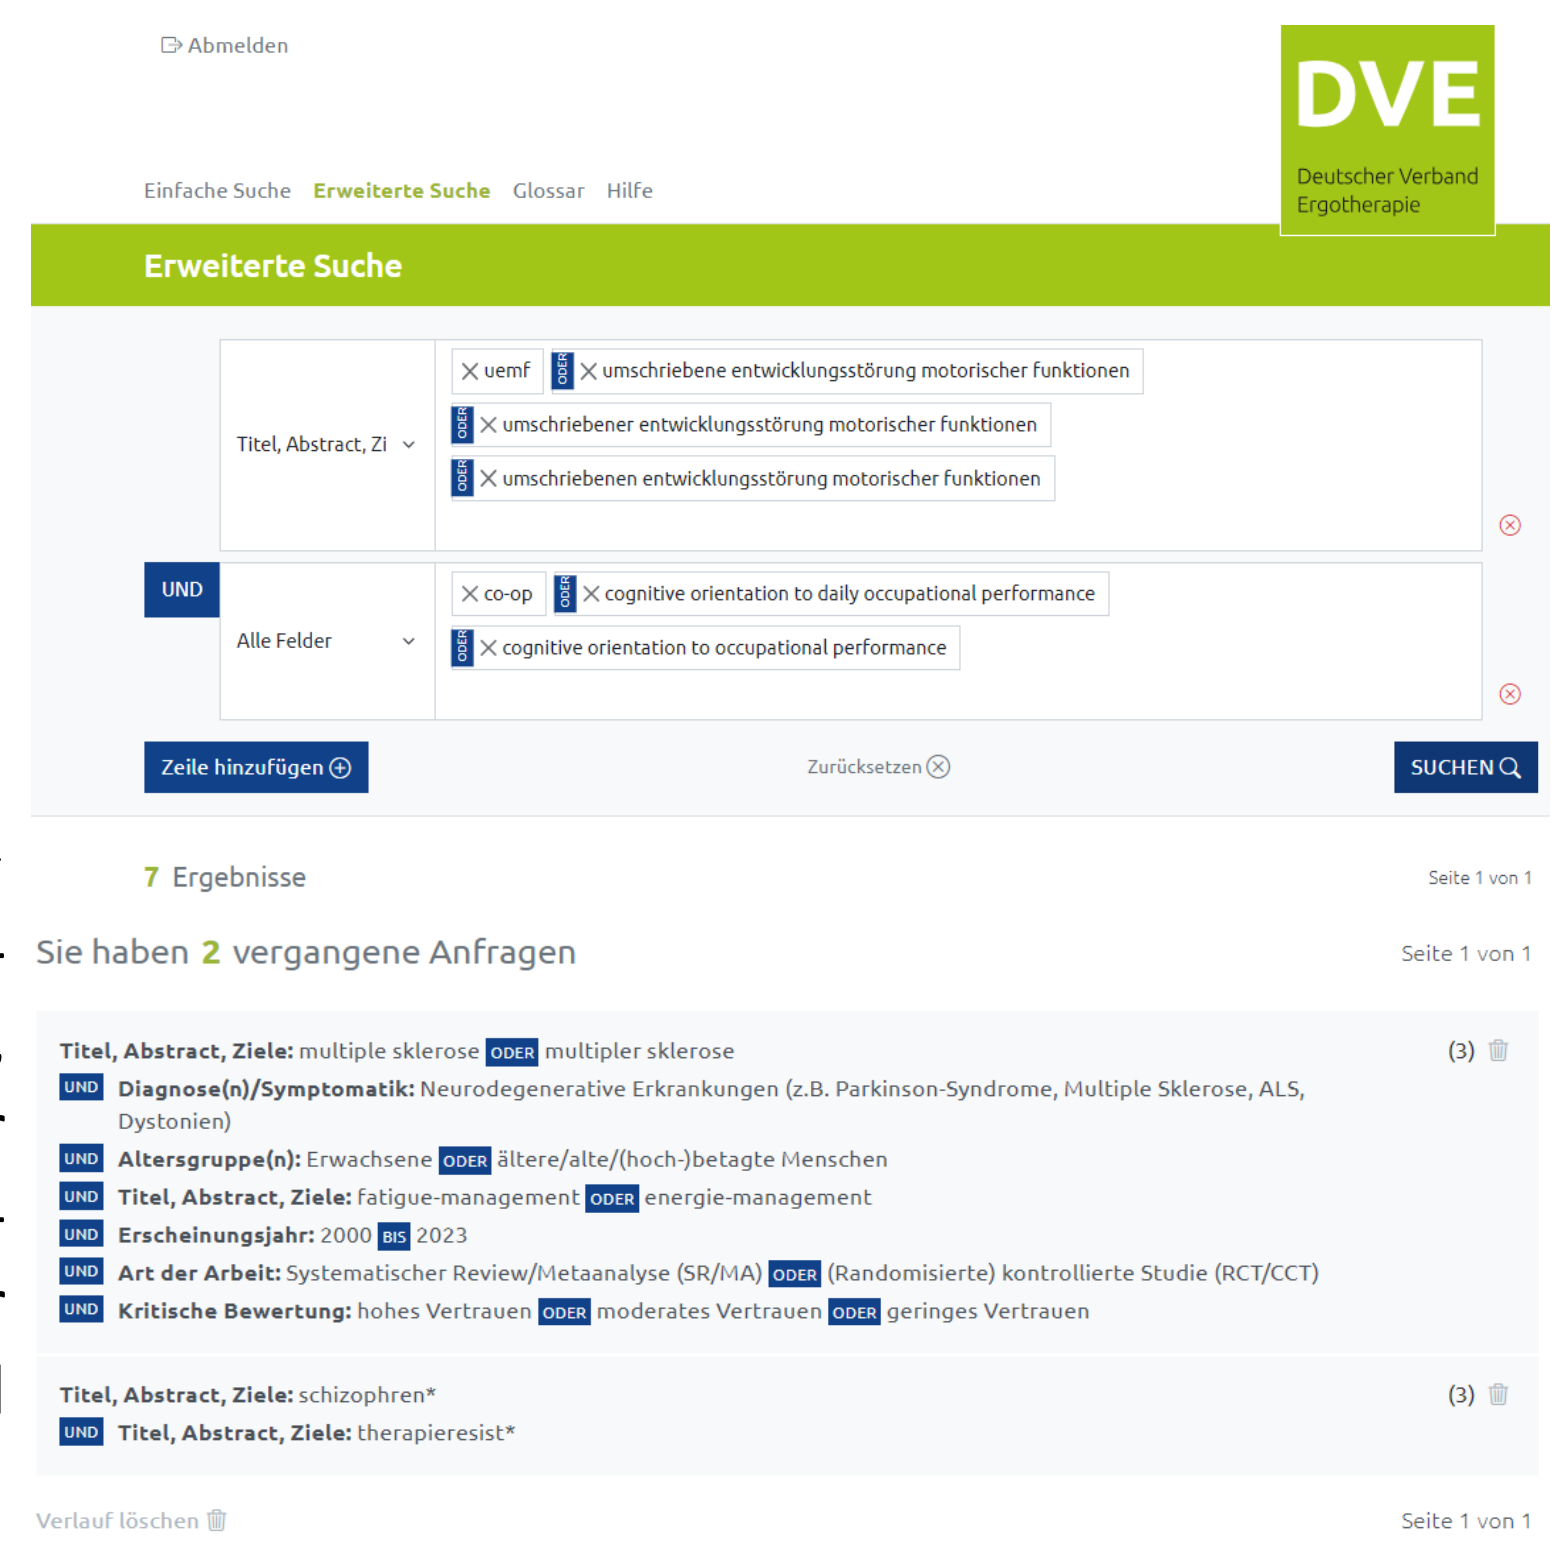 Abmelden
DVE
Deutscher Verband
Ergotherapie
Einfache Suche Erweiterte Suche Glossar Hilfe
Erweiterte Suche
Titel, Abstract, Zi
uemf ODER umschriebene entwicklungsstörung motorischer funktionen
ODER umschriebener entwicklungsstörung motorischer funktionen
ODER umschriebenen entwicklungsstörung motorischer funktionen
UND
Alle Felder
co-op ODER cognitive orientation to daily occupational performance
ODER cognitive orientation to occupational performance
Zeile hinzufügen Zurücksetzen SUCHEN
7 Ergebnisse Seite 1 von 1
Sie haben 2 vergangene Anfragen Seite 1 von 1
Titel, Abstract, Ziele: multiple sklerose ODER multipler sklerose (3)
UND Diagnose(n)/Symptomatik: Neurodegenerative Erkrankungen (z.B. Parkinson-Syndrome, Multiple Sklerose, ALS,
Dystonien)
UND Altersgruppe(n): Erwachsene ODER ältere/alte/(hoch-)betagte Menschen
UND Titel, Abstract, Ziele: fatigue-management ODER energie-management
UND Erscheinungsjahr: 2000 BIS 2023
UND Art der Arbeit: Systematischer Review/Metaanalyse (SR/MA) ODER (Randomisierte) kontrollierte Studie (RCT/CCT)
UND Kritische Bewertung: hohes Vertrauen ODER moderates Vertrauen ODER geringes Vertrauen
Titel, Abstract, Ziele: schizophren* (3)
UND Titel, Abstract, Ziele: therapieresist*
Verlauf löschen Seite 1 von 1